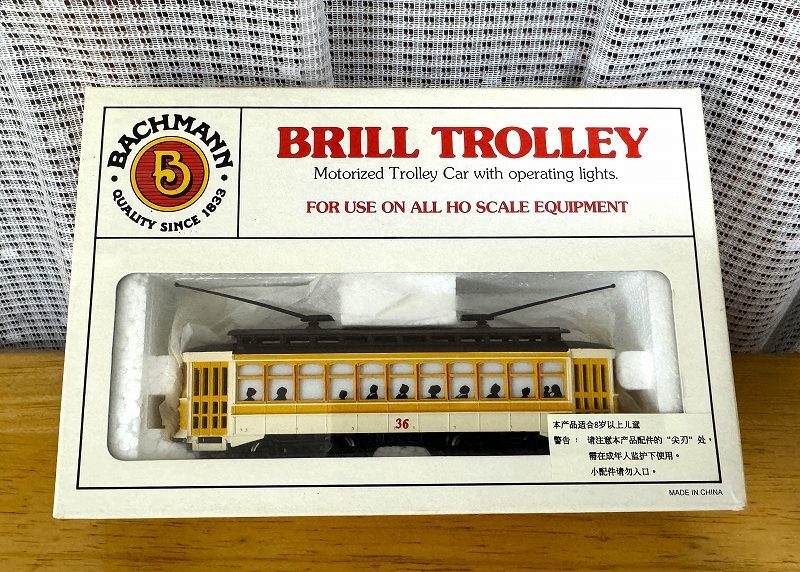 BACHMANN
B
QUALITY SINCE 1833
BRILL TROLLEY
Motorized Trolley Car with operating lights.
FOR USE ON ALL HO SCALE EQUIPMENT
36
本产品适合8岁以上儿童
警告： 请注意本产品配件的"尖刃"处，
需在成年人监护下使用。
小配件请勿入口。
MADE IN CHINA